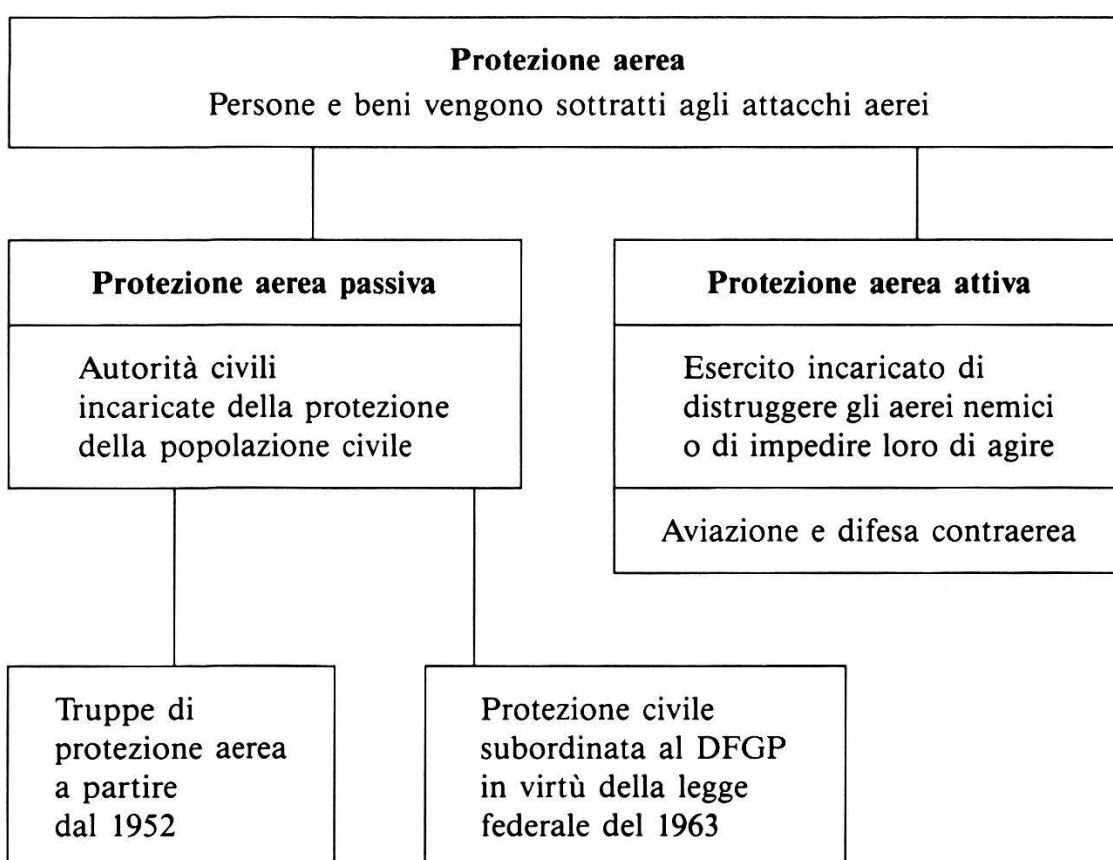 Protezione aerea
Persone e beni vengono sottratti agli attacchi aerei
Protezione aerea passiva
Autorità civili
incaricate della protezione
della popolazione civile
Protezione aerea attiva
Esercito incaricato di
distruggere gli aerei nemici
o di impedire loro di agire
Aviazione e difesa contraerea
Truppe di
protezione aerea
a partire
dal 1952
Protezione civile
subordinata al DFGP
in virtù della legge
federale del 1963